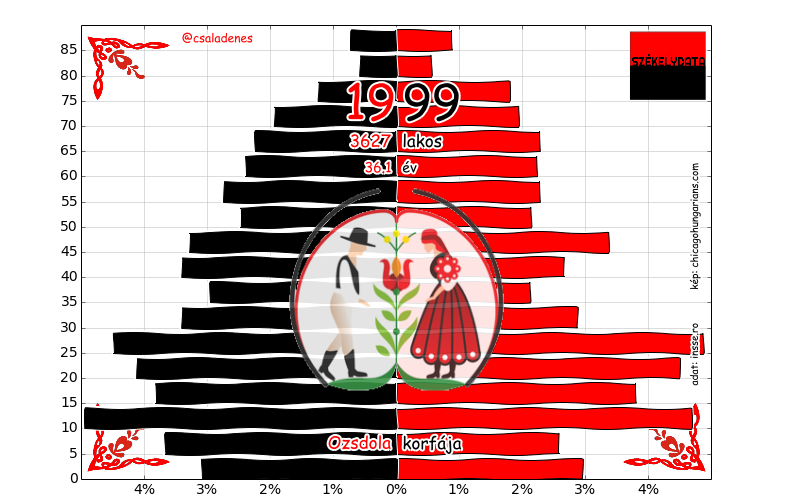 @csaladenes
SZÉKELYDATA
1999
3627 lakos
36.1 év
kép: chicagohungarians.com
adat: insse.ro
Ozsdola korfája
85
80
75
70
65
60
55
50
45
40
35
30
25
20
15
10
5
0
4% 3% 2% 1% 0% 1% 2% 3% 4%